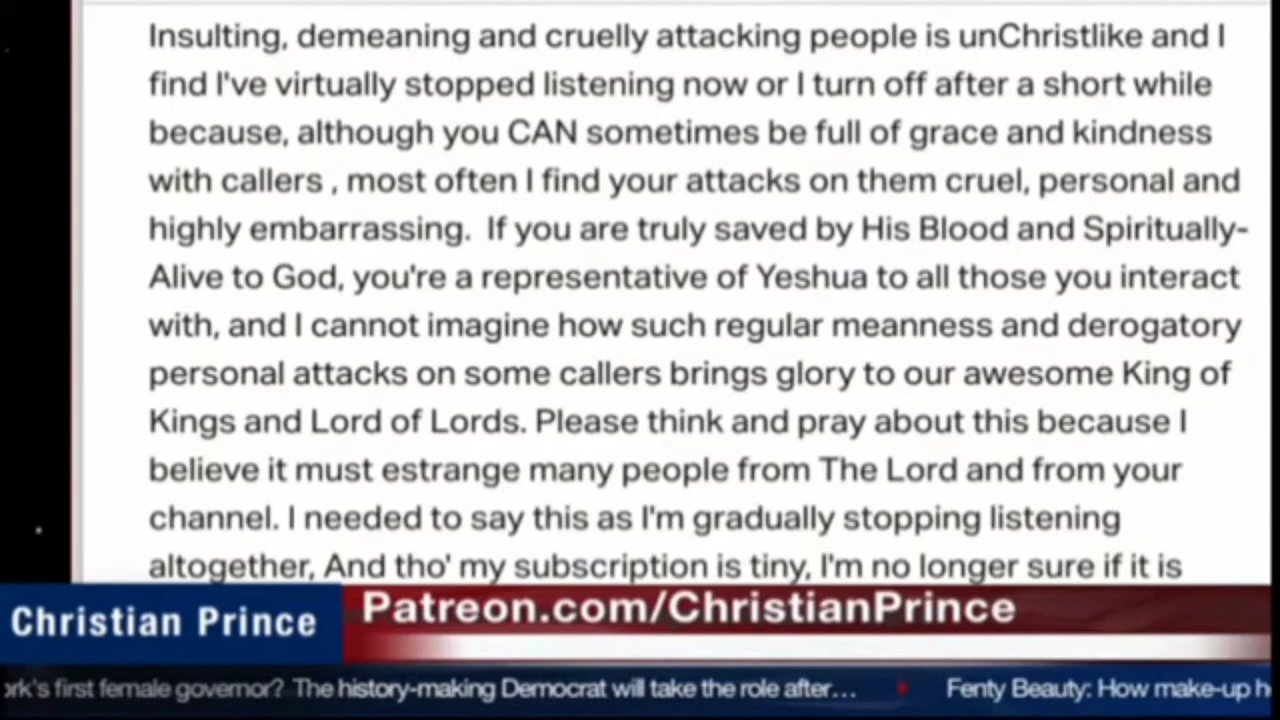 Insulting, demeaning and cruelly attacking people is unChristlike and I
find I've virtually stopped listening now or I turn off after a short while
because, although you CAN sometimes be full of grace and kindness
with callers , most often I find your attacks on them cruel, personal and
highly embarrassing. If you are truly saved by His Blood and Spiritually-
Alive to God, you're a representative of Yeshua to all those you interact
with, and I cannot imagine how such regular meanness and derogatory
personal attacks on some callers brings glory to our awesome King of
Kings and Lord of Lords. Please think and pray about this because I
believe it must estrange many people from The Lord and from your
channel. I needed to say this as I'm gradually stopping listening
altogether, And tho' my subscription is tiny, I'm no longer sure if it is
Patreon.com/ChristianPrince
Christian Prince
ork's first female governor? The history-making Democrat will take the role after... Fenty Beauty: How make-up